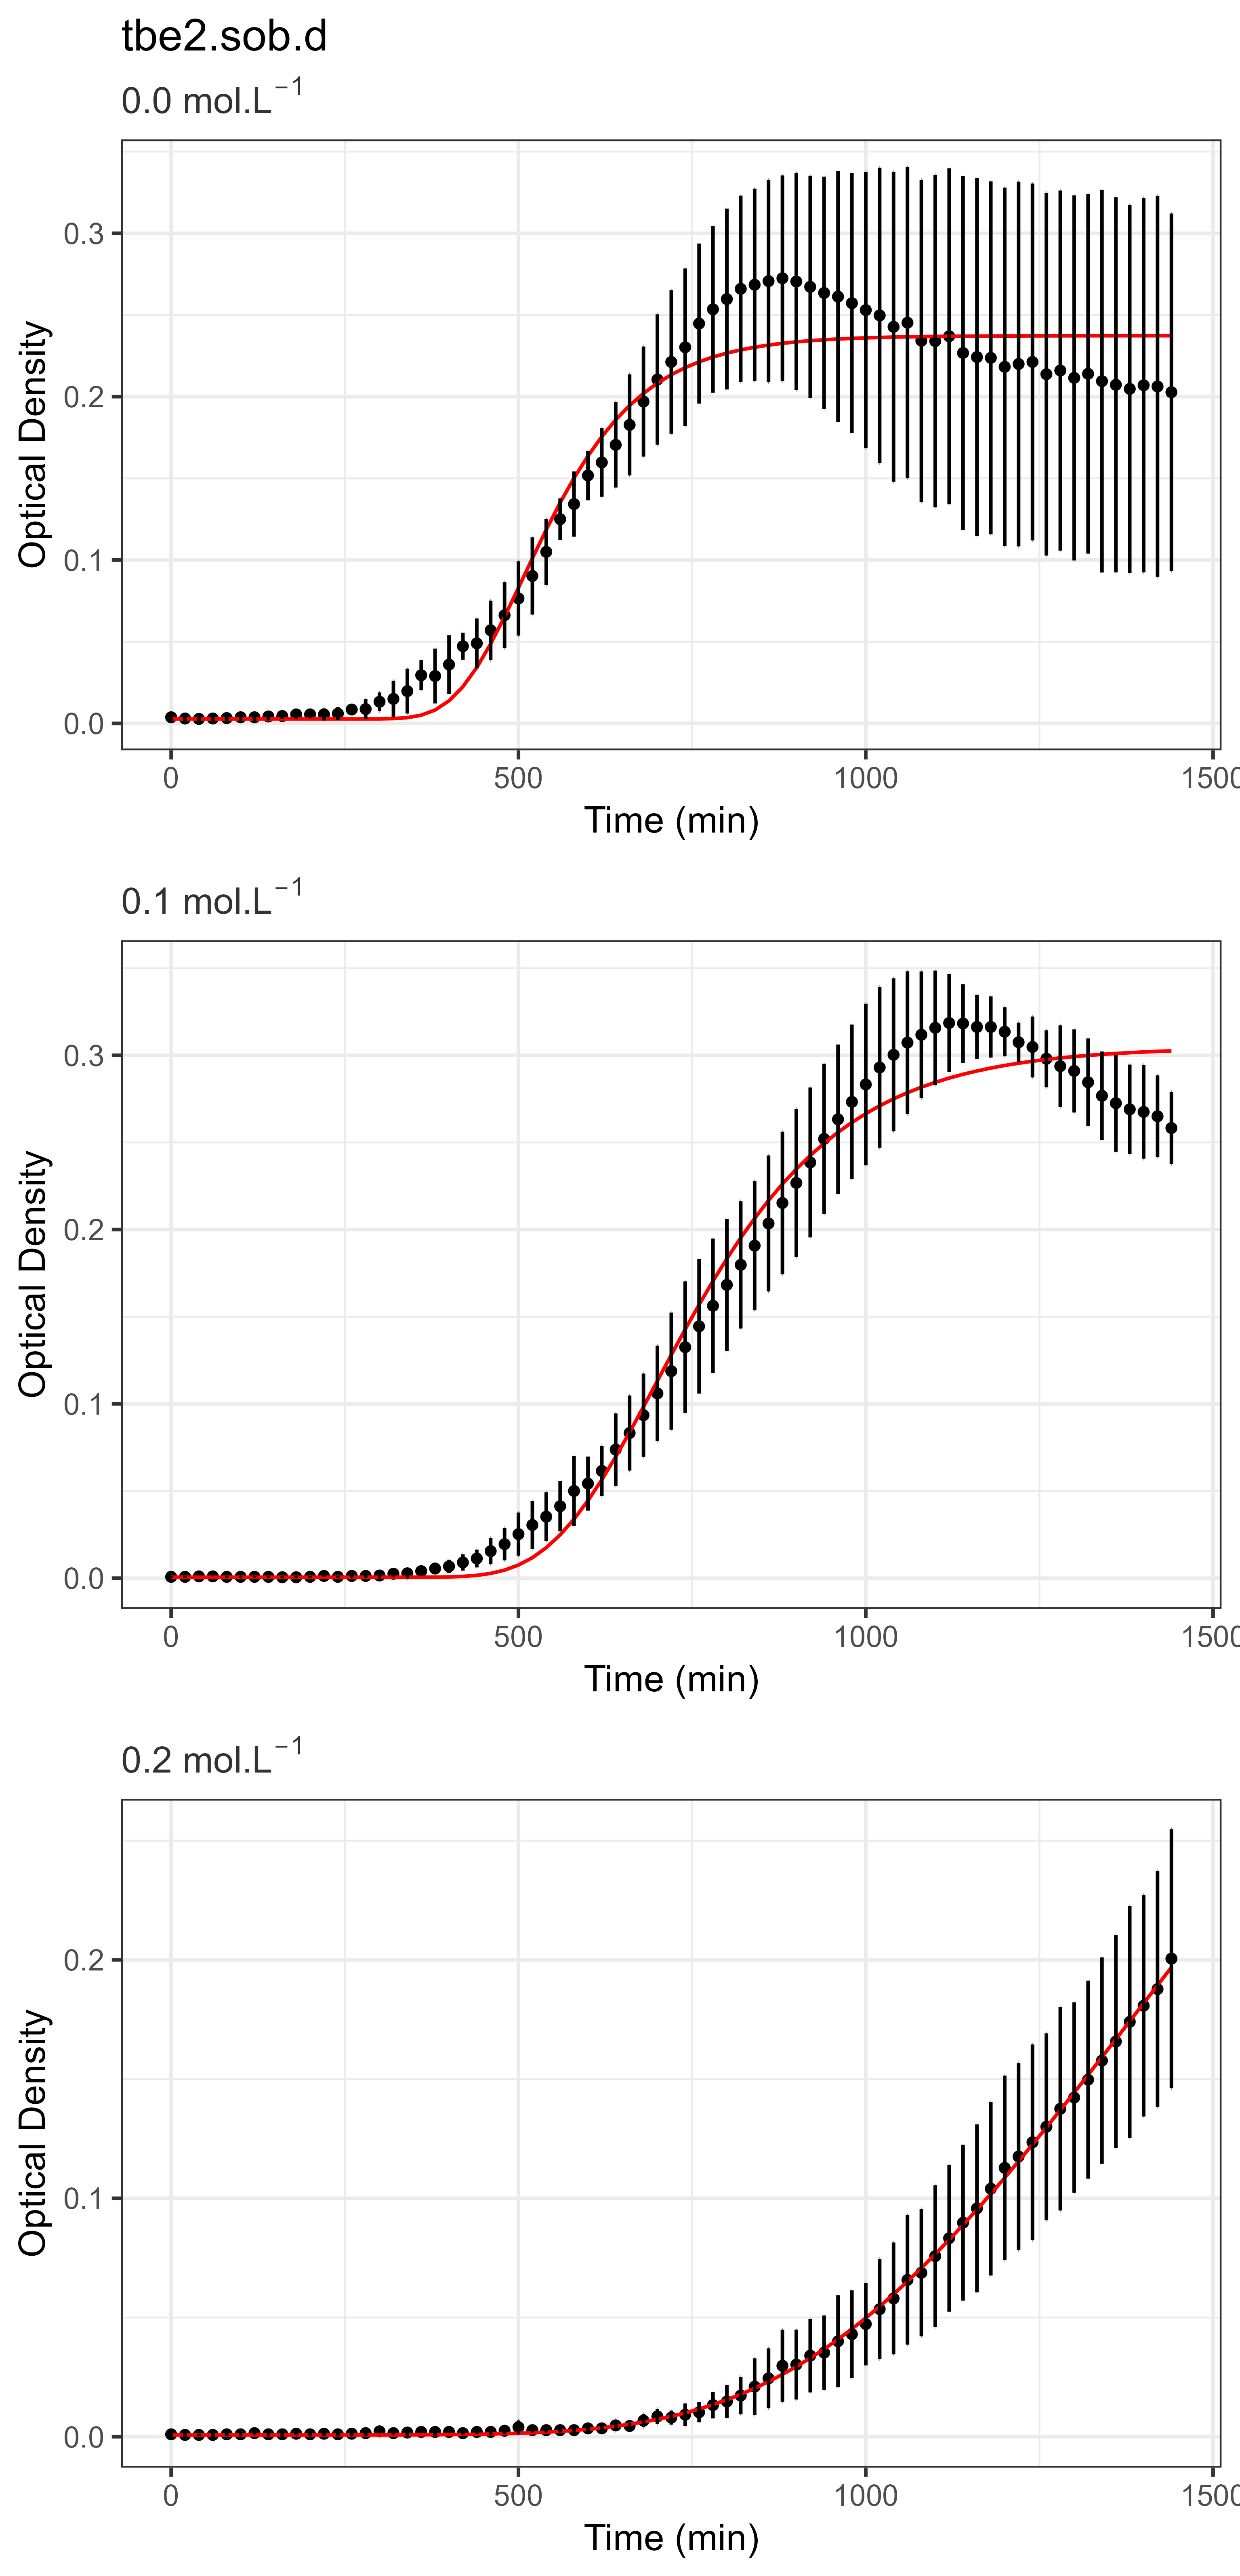 tbe2.sob.d
0.0 mol.L⁻¹
0.3
0.2
0.1
0.0
Optical Density
0 500 1000 1500
Time (min)
0.1 mol.L⁻¹
0.3
0.2
0.1
0.0
Optical Density
0 500 1000 1500
Time (min)
0.2 mol.L⁻¹
0.2
0.1
0.0
Optical Density
0 500 1000 1500
Time (min)